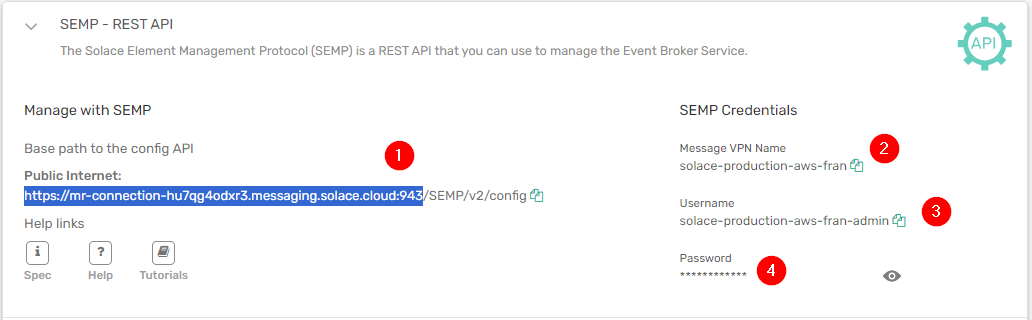 SEMP - REST API
The Solace Element Management Protocol (SEMP) is a REST API that you can use to manage the Event Broker Service.
API
Manage with SEMP
Base path to the config API
1
Public Internet:
https://mr-connection-hu7qg4odxr3.messaging.solace.cloud:943/SEMP/v2/config
Help links
i
?
Spec
Help
Tutorials
SEMP Credentials
Message VPN Name
2
solace-production-aws-fran
Username
3
solace-production-aws-fran-admin
Password
4
************